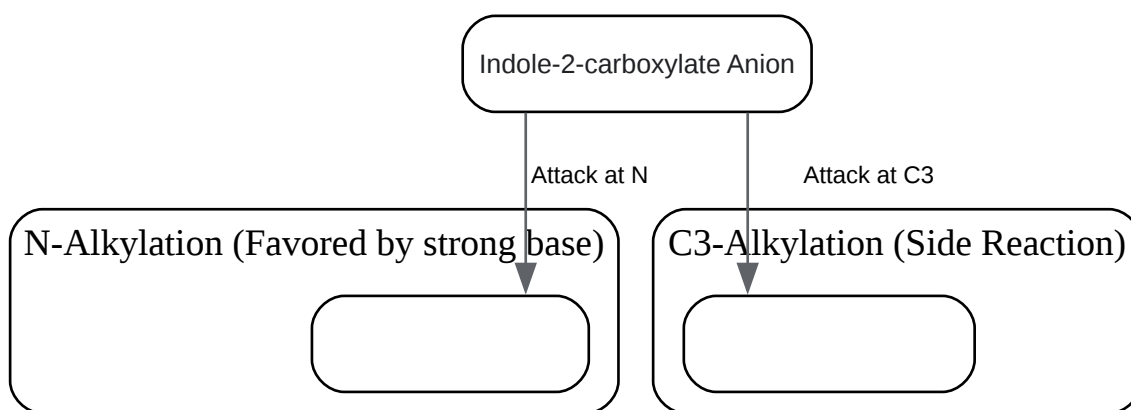 Indole-2-carboxylate Anion
Attack at N
Attack at C3
N-Alkylation (Favored by strong base)
C3-Alkylation (Side Reaction)